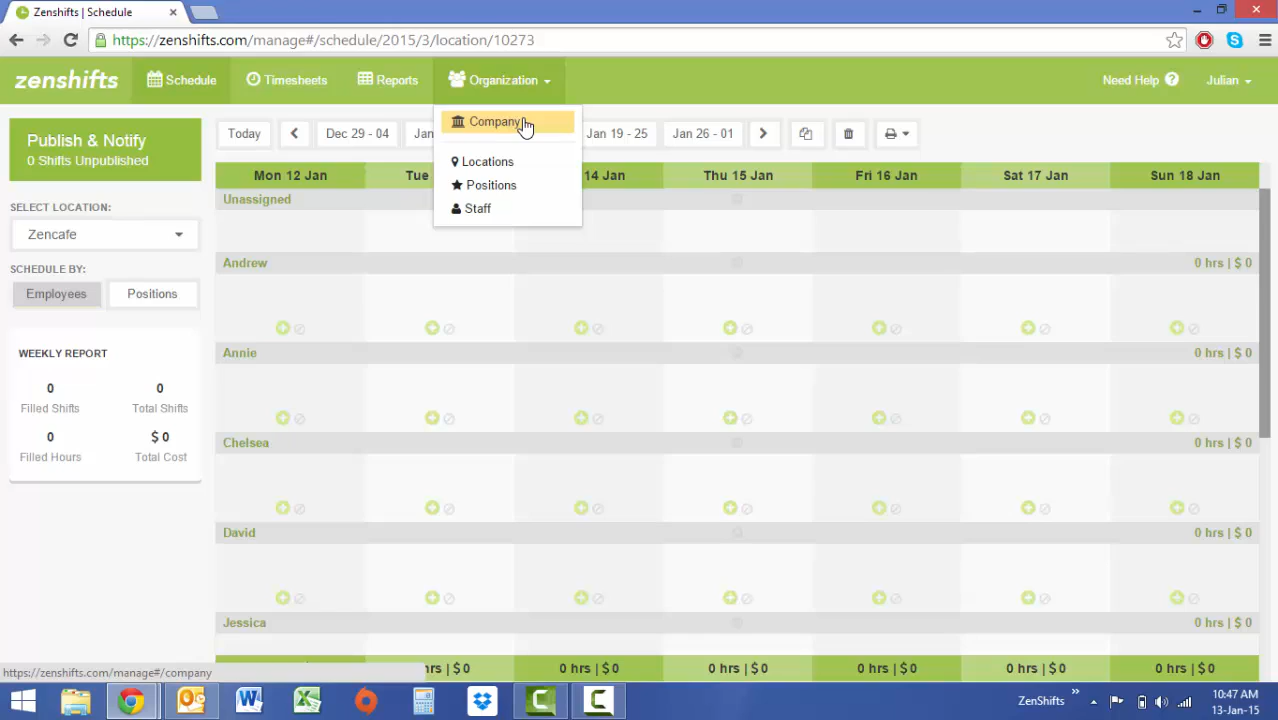 Zenshifts | Schedule
https://zenshifts.com/manage#/schedule/2015/3/location/10273
zenshifts
Schedule
Timesheets
Reports
Organization
Need Help
Julian
Company
Locations
Positions
Staff
Publish & Notify
0 Shifts Unpublished
Today
Dec 29 - 04
Jan
Jan 19 - 25
Jan 26 - 01
SELECT LOCATION:
Zencafe
SCHEDULE BY:
Employees
Positions
WEEKLY REPORT
0 0
Filled Shifts Total Shifts
0 $ 0
Filled Hours Total Cost
Mon 12 Jan
Tue
14 Jan
Thu 15 Jan
Fri 16 Jan
Sat 17 Jan
Sun 18 Jan
Unassigned
Andrew 0 hrs | $ 0
Annie 0 hrs | $ 0
Chelsea 0 hrs | $ 0
David 0 hrs | $ 0
Jessica 0 hrs | $ 0
hrs | $ 0 0 hrs | $ 0 0 hrs | $ 0 0 hrs | $ 0 0 hrs | $ 0 0 hrs | $ 0
https://zenshifts.com/manage#/company
ZenShifts
10:47 AM
13-Jan-15